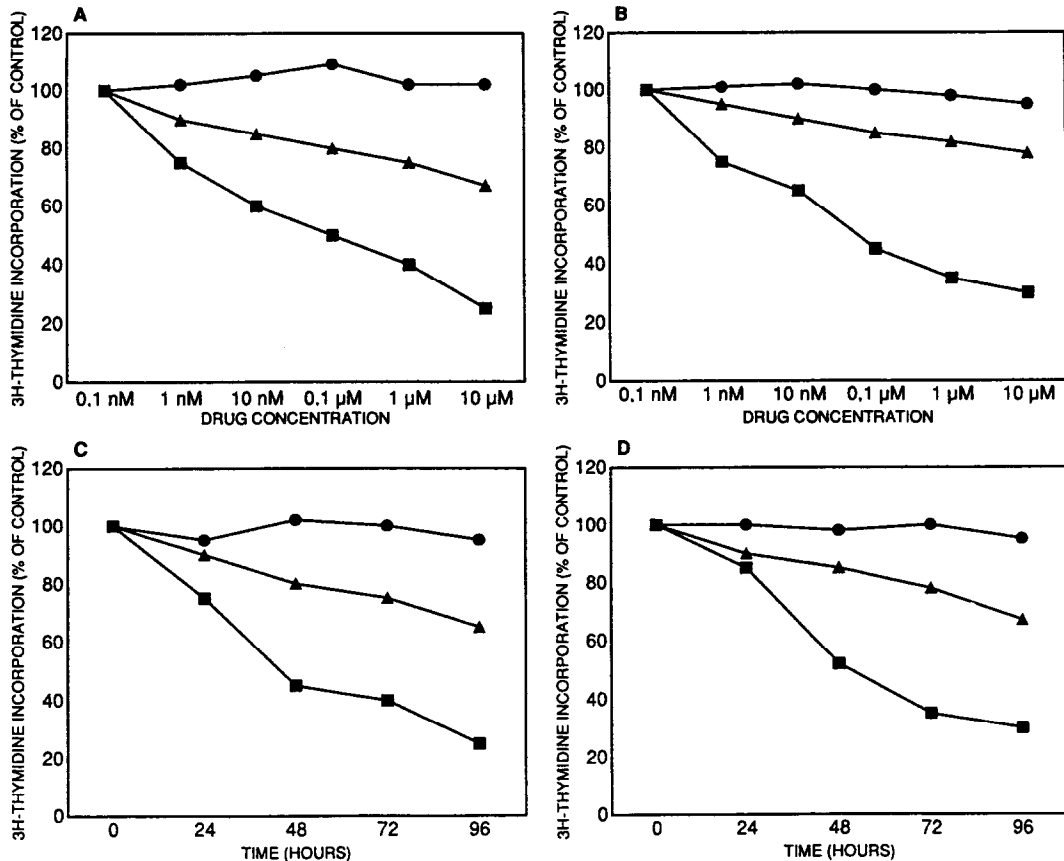 A
3H-THYMIDINE INCORPORATION (% OF CONTROL)
120
100
80
60
40
20
0
0.1 nM 1 nM 10 nM 0.1 µM 1 µM 10 µM
DRUG CONCENTRATION
B
3H-THYMIDINE INCORPORATION (% OF CONTROL)
120
100
80
60
40
20
0
0.1 nM 1 nM 10 nM 0.1 µM 1 µM 10 µM
DRUG CONCENTRATION
C
3H-THYMIDINE INCORPORATION (% OF CONTROL)
120
100
80
60
40
20
0
0 24 48 72 96
TIME (HOURS)
D
3H-THYMIDINE INCORPORATION (% OF CONTROL)
120
100
80
60
40
20
0
0 24 48 72 96
TIME (HOURS)